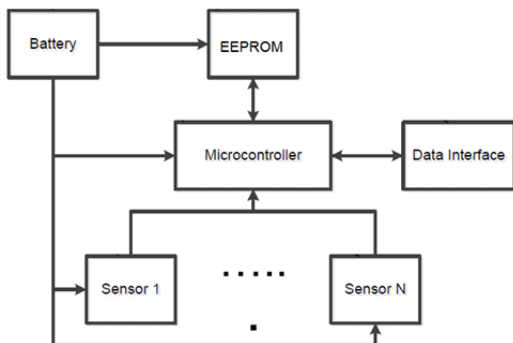 Battery
EEPROM
Microcontroller
Data Interface
Sensor 1
.....
Sensor N
.